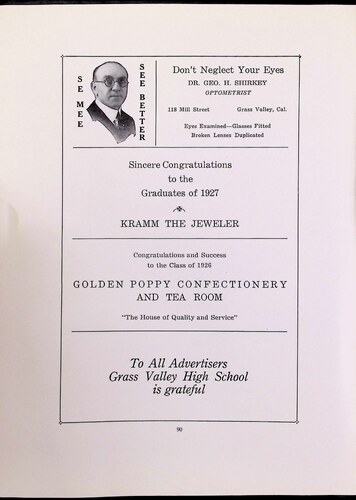 SE MEE
SEE BETTER
Don't Neglect Your Eyes
DR. GEO. H. SHIRKEY
OPTOMETRIST
118 Mill Street Grass Valley, Cal.
Eyes Examined—Glasses Fitted
Broken Lenses Duplicated
Sincere Congratulations
to the
Graduates of 1927
KRAMM THE JEWELER
Congratulations and Success
to the Class of 1926
GOLDEN POPPY CONFECTIONERY
AND TEA ROOM
"The House of Quality and Service"
To All Advertisers
Grass Valley High School
is grateful
90